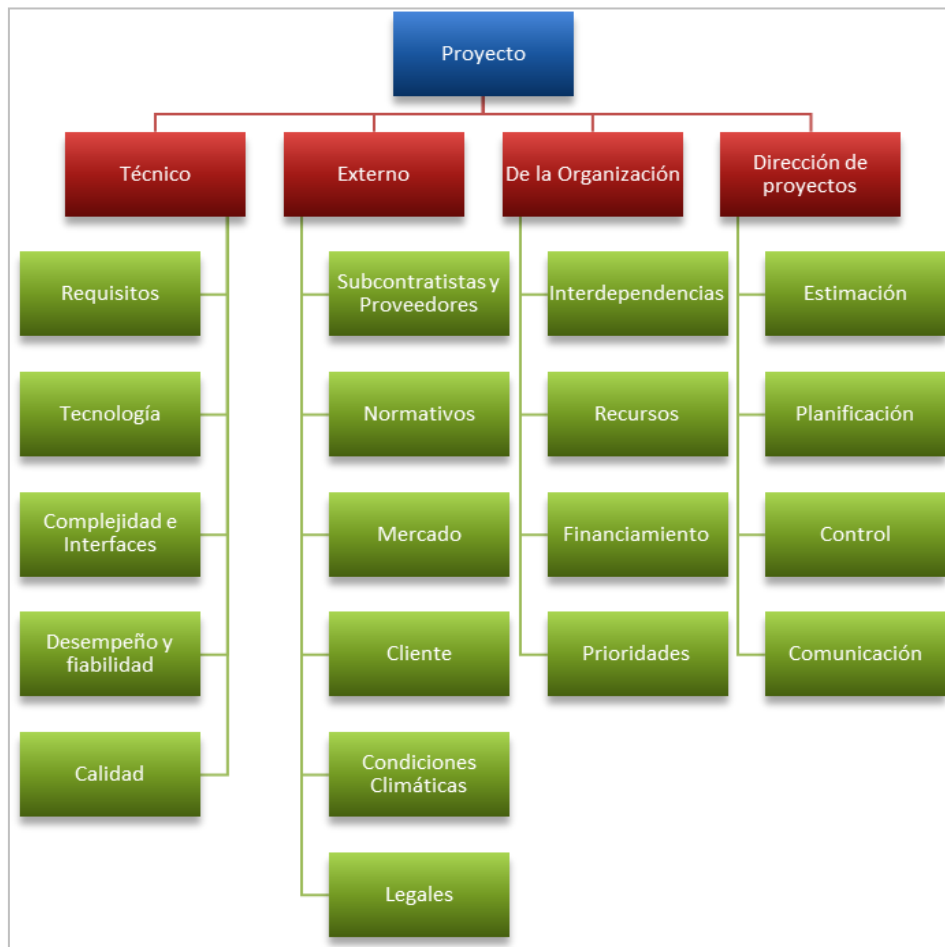 Proyecto
Técnico
Externo
De la Organización
Dirección de
proyectos
Requisitos
Tecnología
Complejidad e
Interfaces
Desempeño y
fiabilidad
Calidad
Subcontratistas y
Proveedores
Normativos
Mercado
Cliente
Condiciones
Climáticas
Legales
Interdependencias
Recursos
Financiamiento
Prioridades
Estimación
Planificación
Control
Comunicación